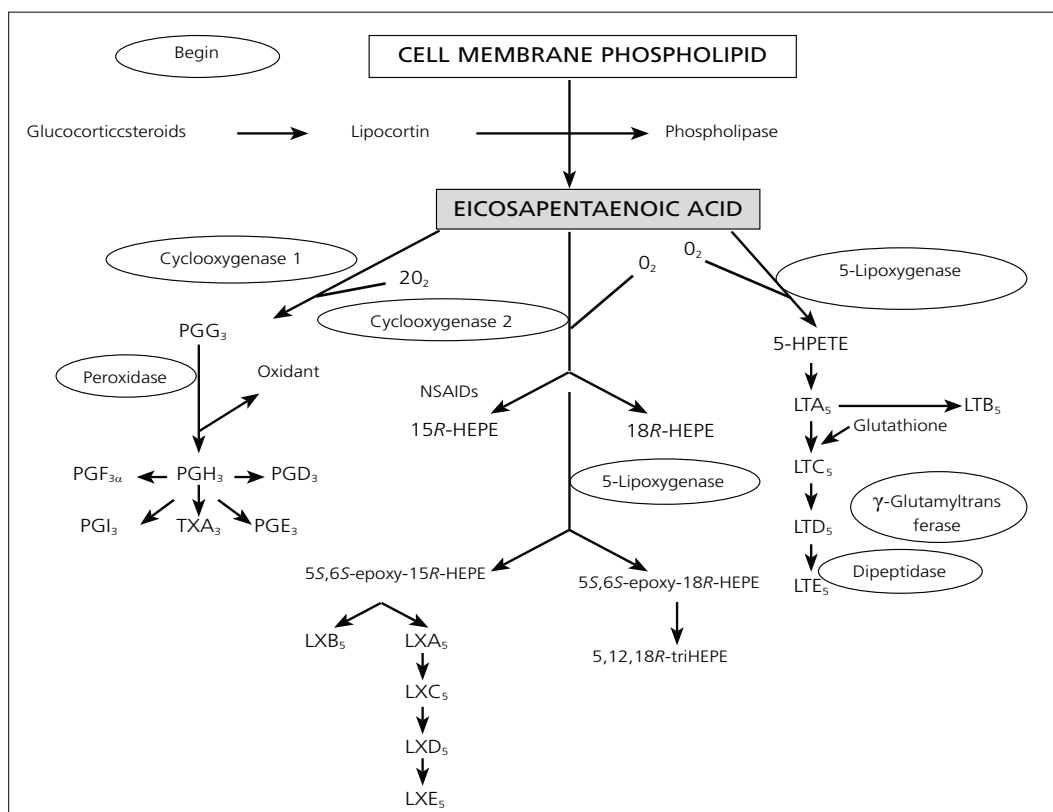 Begin
CELL MEMBRANE PHOSPHOLIPID
Glucocorticcsteroids
Lipocortin
Phospholipase
EICOSAPENTAENOIC ACID
Cyclooxygenase 1
2O₂
O₂
O₂
5-Lipoxygenase
Cyclooxygenase 2
PGG₃
5-HPETE
Peroxidase
Oxidant
NSAIDs
15R-HEPE
18R-HEPE
LTA₅
LTB₅
Glutathione
PGF₃α
PGH₃
PGD₃
LTC₅
5-Lipoxygenase
PGI₃
TXA₃
PGE₃
LTD₅
γ-Glutamyltrans
ferase
5S,6S-epoxy-15R-HEPE
5S,6S-epoxy-18R-HEPE
LTE₅
Dipeptidase
LXB₅
LXA₅
5,12,18R-triHEPE
LXC₅
LXD₅
LXE₅